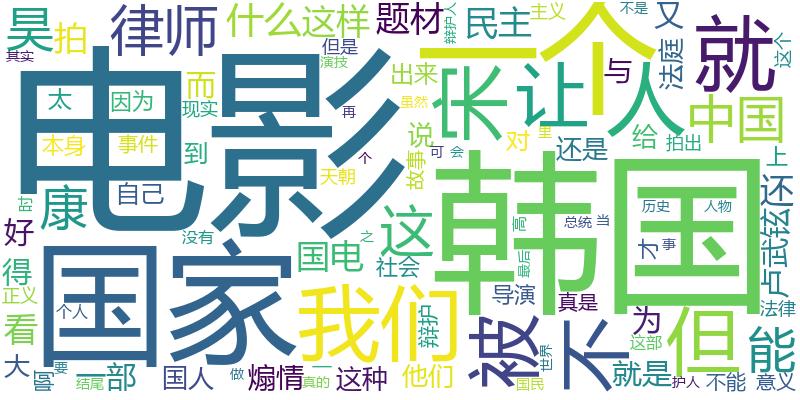 昊
拍
律师
什么这样
题材
民主
主义
又
不是
辩护人
其实
但是
演技
一个
就
法庭
这个
电影
太
因为
而
现实
出来
宋
让
人
与
中国
虽然
再
本身
事件
到
说
对
里
还是
给
拍出
上
康
自己
天朝
个
故事
可
会
韩国
还
时
好
没有
之
国电
这
高
总统
当
历史
人物
才
事
卢武铉
得
国家
社会
最后
正义
个人
我们
导演
真是
为
但
法律
看
辩护
被
不
世界
这部
能
大
冒
要
一部
结尾
国人
做
煽情
一
真的
这种
他们
国民
就是
护人
不能
意义